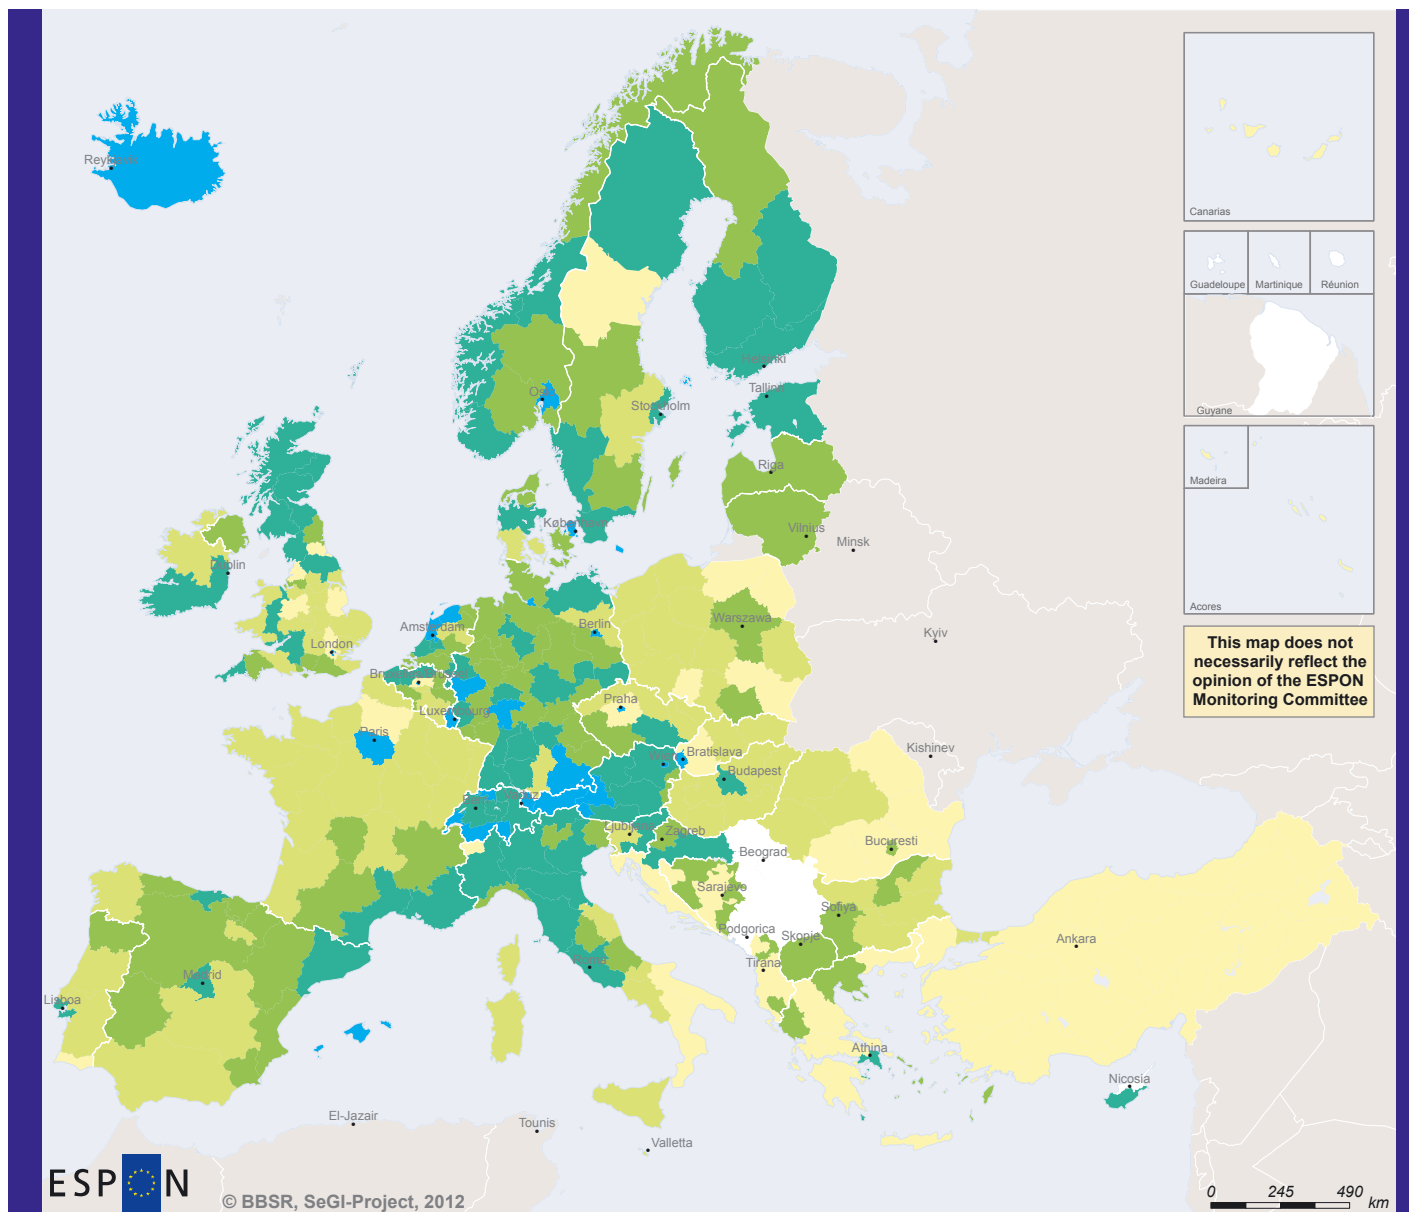 Reykjavik
Canarias
Guadeloupe
Martinique
Réunion
Guyane
Madeira
Acores
This map does not
necessarily reflect the
opinion of the ESPON
Monitoring Committee
Helsinki
Tallinn
Oslo
Stockholm
Riga
København
Vilnius
Minsk
Dublin
Amsterdam
Berlin
Warszawa
Kyiv
London
Praha
Luxembourg
Paris
Kishinev
Bratislava
Budapest
Bern
Vaduz
Ljubljana
Zagreb
Bucuresti
Beograd
Sarajevo
Sofiya
Podgorica
Skopje
Ankara
Tirana
Roma
Madrid
Lisboa
Athina
Nicosia
El-Jazair
Tounis
Valletta
ESPON
© BBSR, SeGI-Project, 2012
0 245 490
km